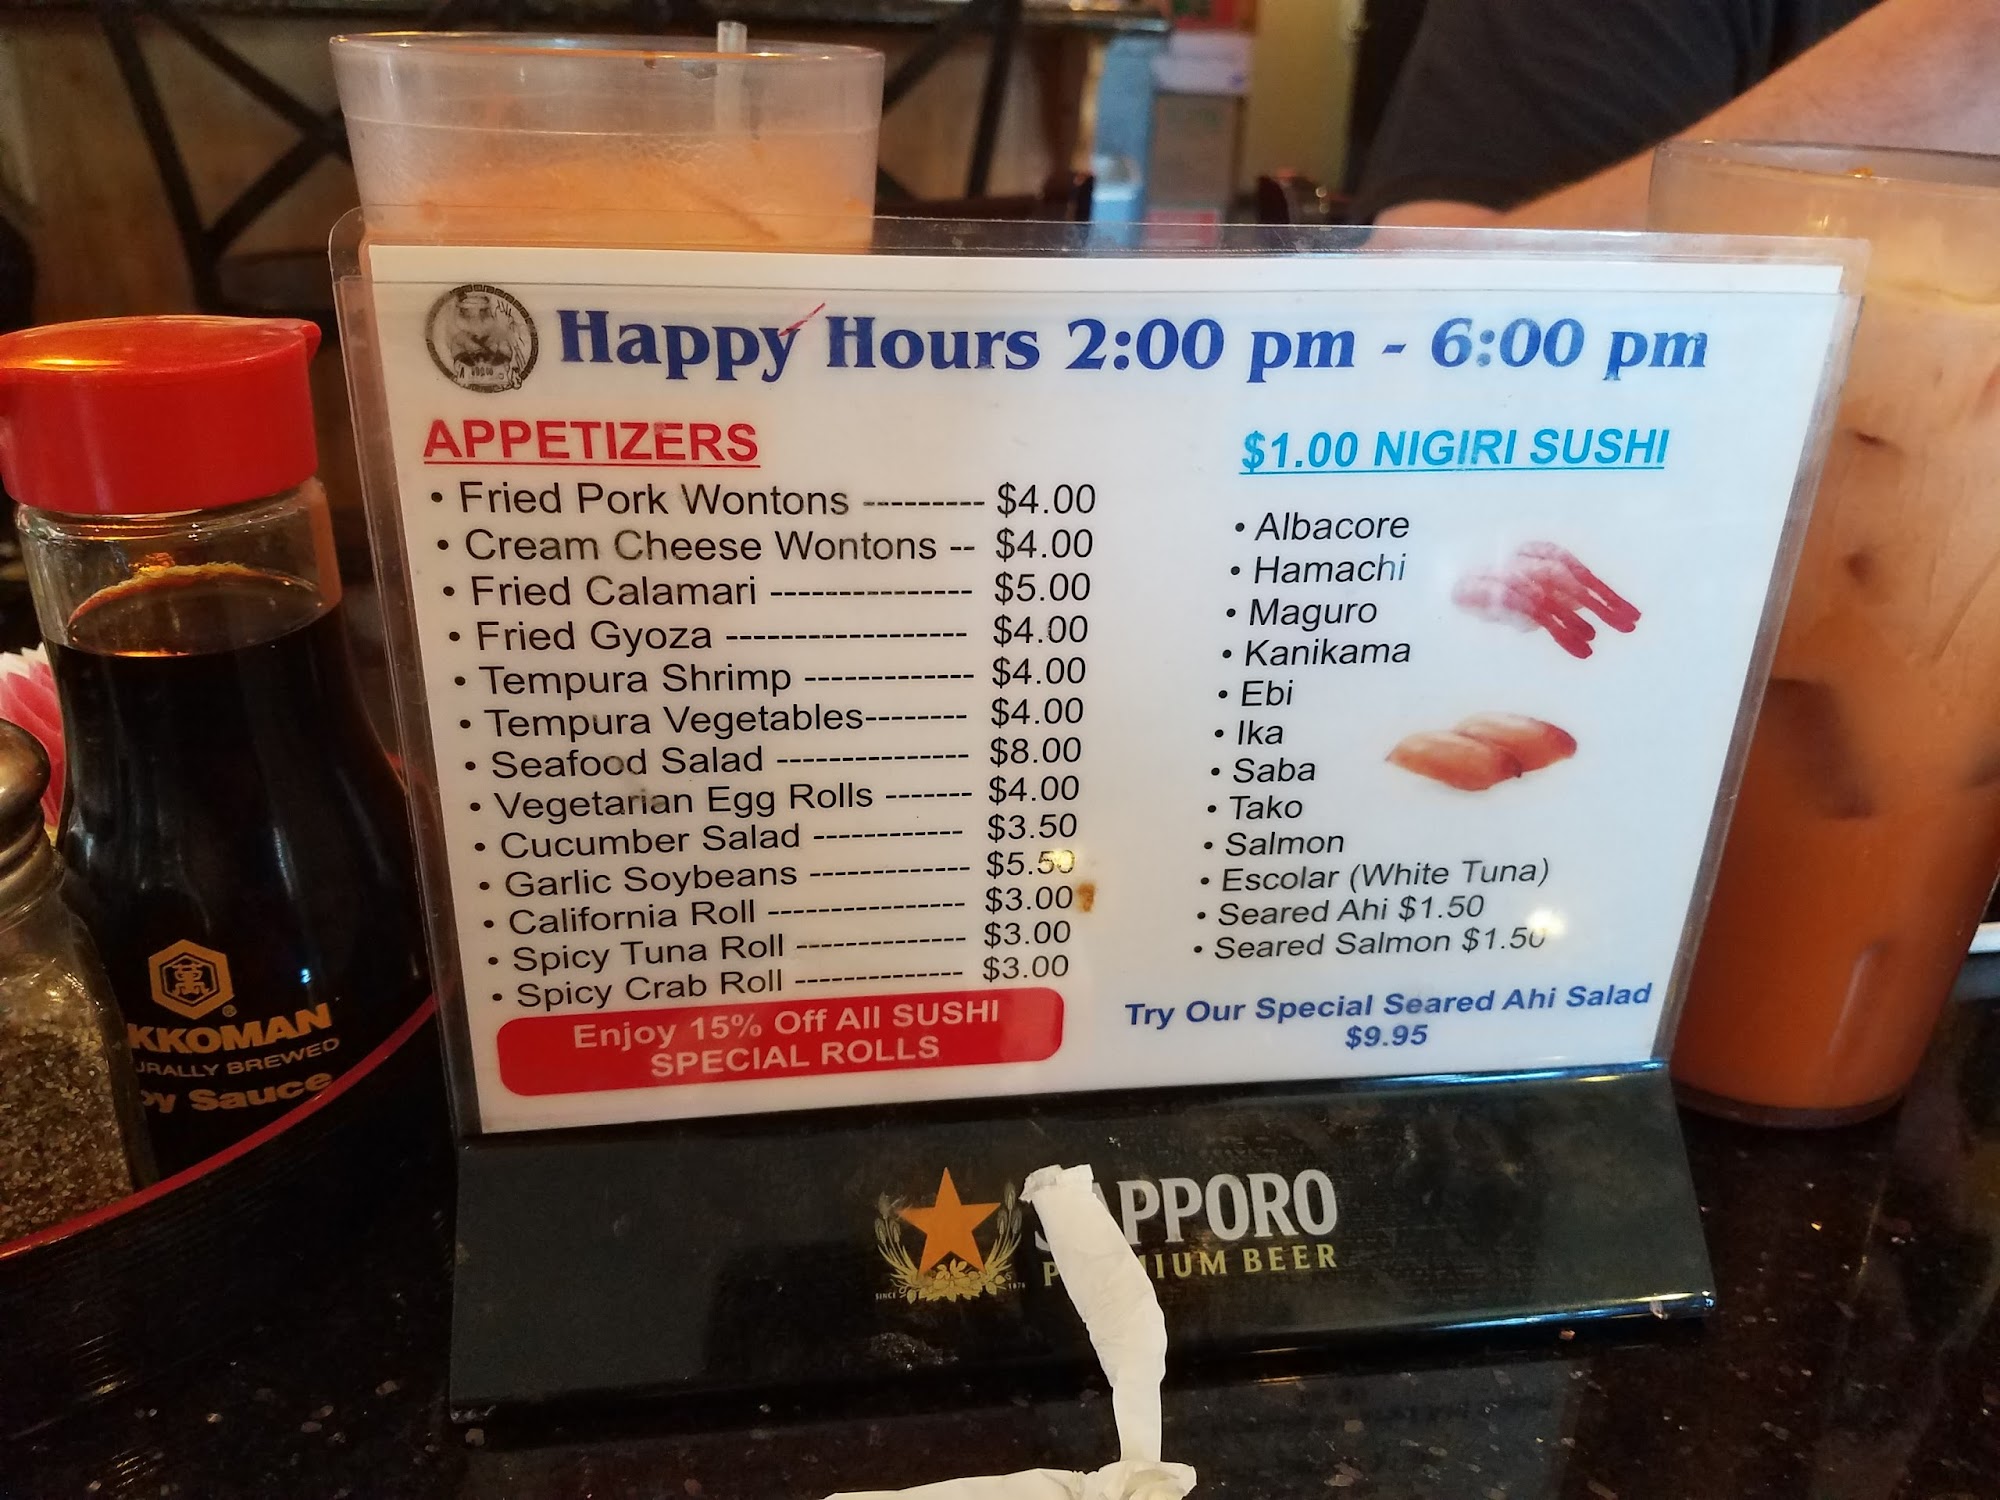 Happy Hours 2:00 pm - 6:00 pm
APPETIZERS
• Fried Pork Wontons --------- $4.00
• Cream Cheese Wontons -- $4.00
• Fried Calamari --------------- $5.00
• Fried Gyoza ------------------ $4.00
• Tempura Shrimp ------------- $4.00
• Tempura Vegetables-------- $4.00
• Seafood Salad --------------- $8.00
• Vegetarian Egg Rolls ------- $4.00
• Cucumber Salad ------------- $3.50
• Garlic Soybeans -------------- $5.50
• California Roll ----------------- $3.00
• Spicy Tuna Roll --------------- $3.00
• Spicy Crab Roll --------------- $3.00
Enjoy 15% Off All SUSHI
SPECIAL ROLLS
$1.00 NIGIRI SUSHI
• Albacore
• Hamachi
• Maguro
• Kanikama
• Ebi
• Ika
• Saba
• Tako
• Salmon
• Escolar (White Tuna)
• Seared Ahi $1.50
• Seared Salmon $1.50
Try Our Special Seared Ahi Salad
$9.95
KKOMAN
URALLY BREWED
oy Sauce
SAPPORO
P MIUM BEER
SINCE 1876